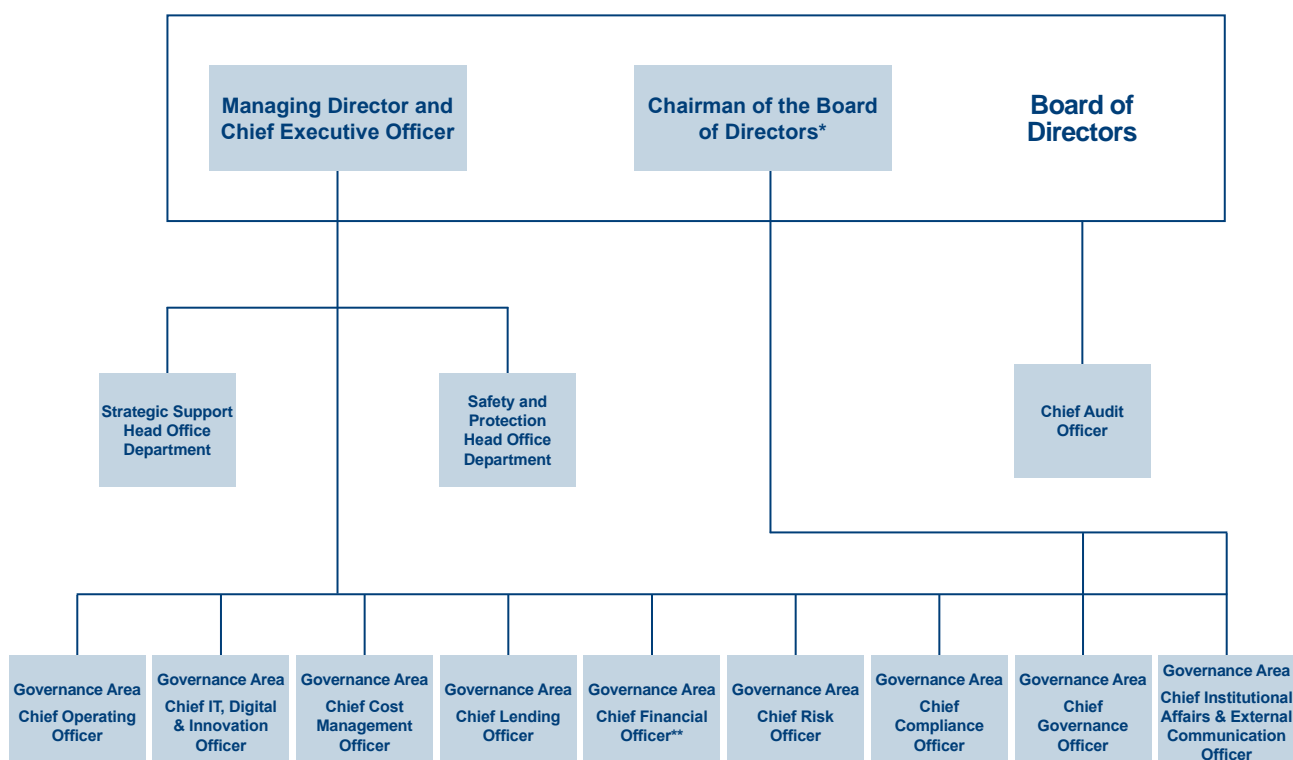 Managing Director and
Chief Executive Officer
Chairman of the Board
of Directors*
Board of
Directors
Strategic Support
Head Office
Department
Safety and
Protection
Head Office
Department
Chief Audit
Officer
Governance Area
Chief Operating
Officer
Governance Area
Chief IT, Digital
& Innovation
Officer
Governance Area
Chief Cost
Management
Officer
Governance Area
Chief Lending
Officer
Governance Area
Chief Financial
Officer**
Governance Area
Chief Risk
Officer
Governance Area
Chief
Compliance
Officer
Governance Area
Chief
Governance
Officer
Governance Area
Chief Institutional
Affairs & External
Communication
Officer